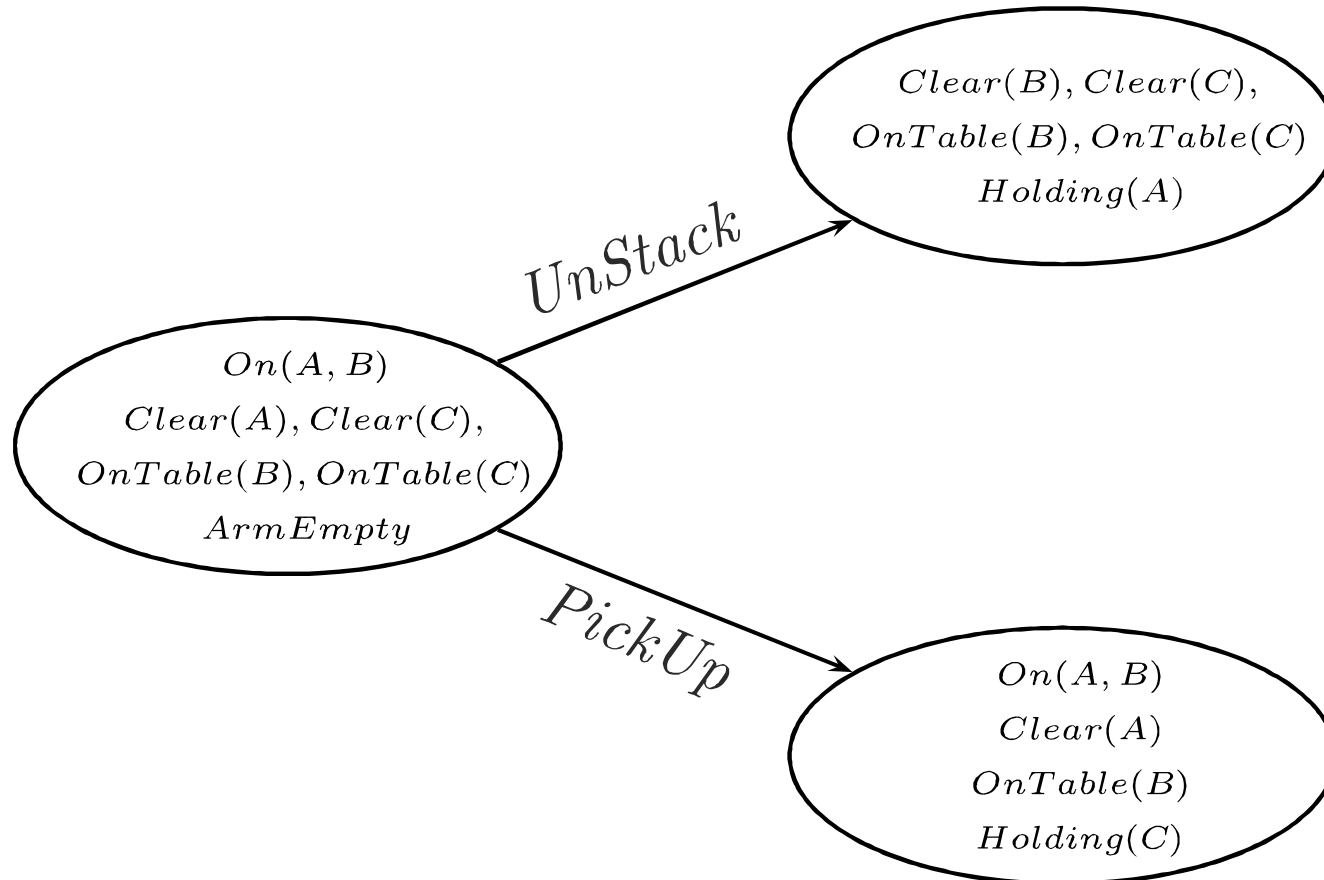 Clear(B), Clear(C),
OnTable(B), OnTable(C)
Holding(A)
UnStack
On(A, B)
Clear(A), Clear(C),
OnTable(B), OnTable(C)
ArmEmpty
PickUp
On(A, B)
Clear(A)
OnTable(B)
Holding(C)